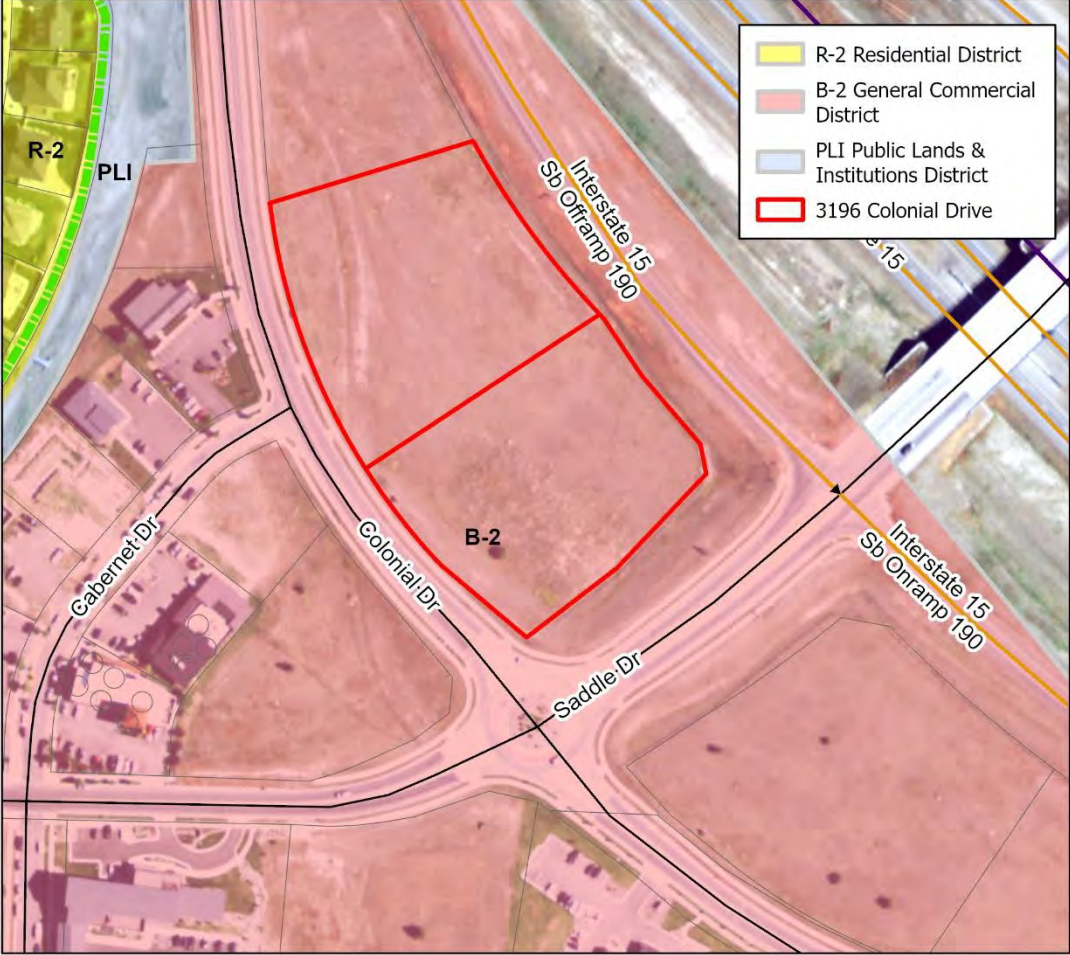 R-2 Residential District
B-2 General Commercial
District
PLI Public Lands &
Institutions District
3196 Colonial Drive
R-2
PLI
Interstate 15
Sb Offramp 190
15
B-2
Cabernet Dr
Colonial Dr
Saddle Dr
Interstate 15
Sb Onramp 190